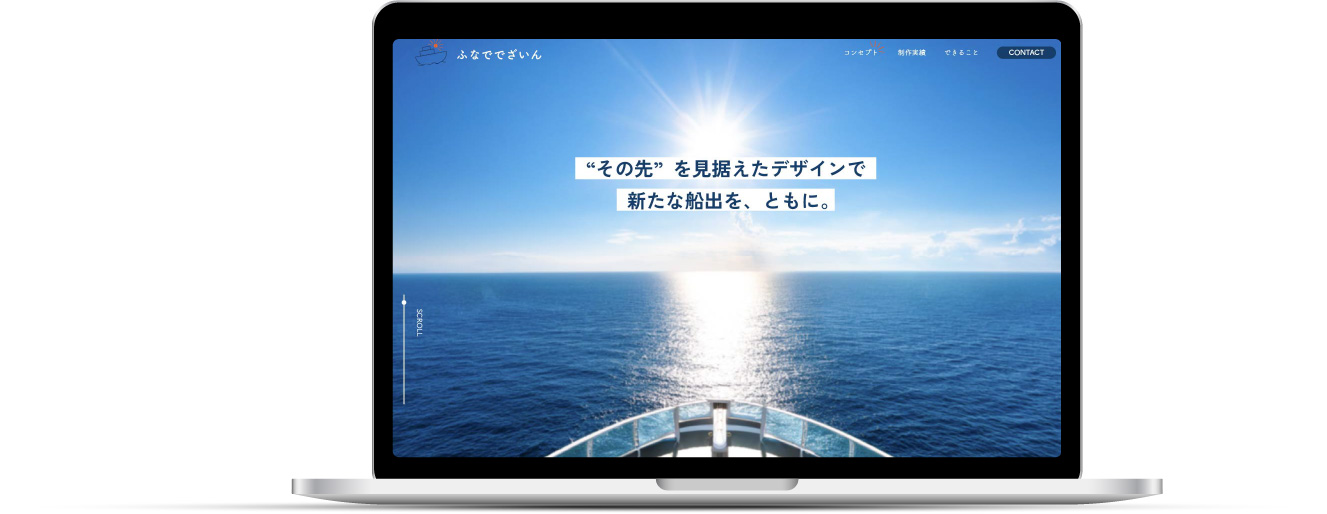 ふなででざいん
コンセプト
制作実績
できること
CONTACT
“その先”を見据えたデザインで
新たな船出を、ともに。
SCROLL